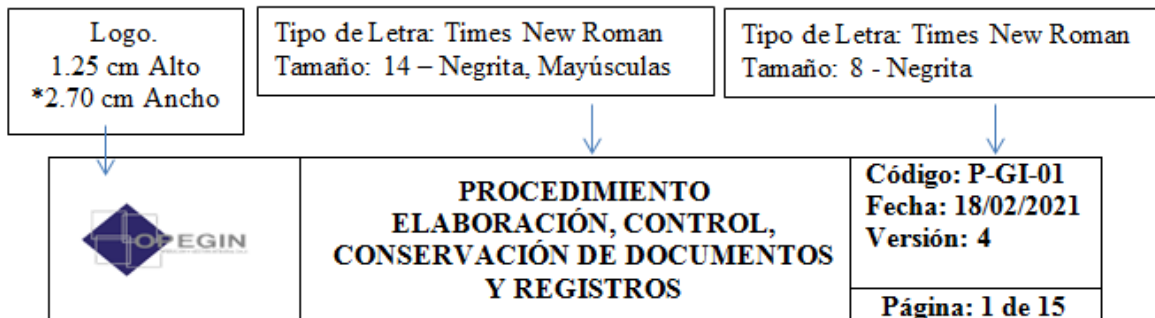 Logo.
1.25 cm Alto
*2.70 cm Ancho
Tipo de Letra: Times New Roman
Tamaño: 14 – Negrita, Mayúsculas
Tipo de Letra: Times New Roman
Tamaño: 8 - Negrita
OPEGIN
PROCEDIMIENTO
ELABORACIÓN, CONTROL,
CONSERVACIÓN DE DOCUMENTOS
Y REGISTROS
Código: P-GI-01
Fecha: 18/02/2021
Versión: 4
Página: 1 de 15